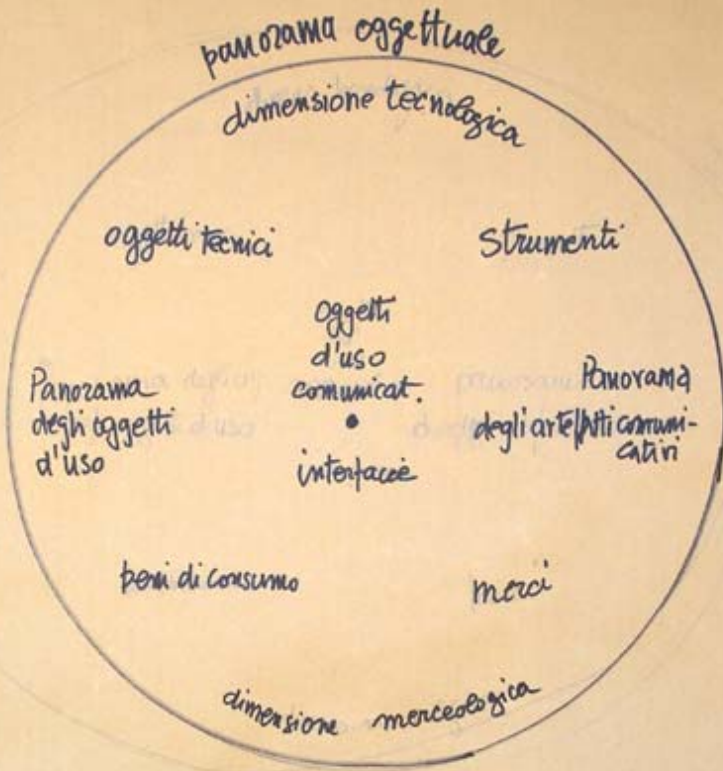 panorama oggettuale
dimensione tecnologica
oggetti tecnici
Strumenti
Oggetti
d'uso
comunicat.
Panorama
degli oggetti
d'uso
Panorama
degli artefatti comuni-
cativi
interfacce
beni di consumo
merci
dimensione merceologica